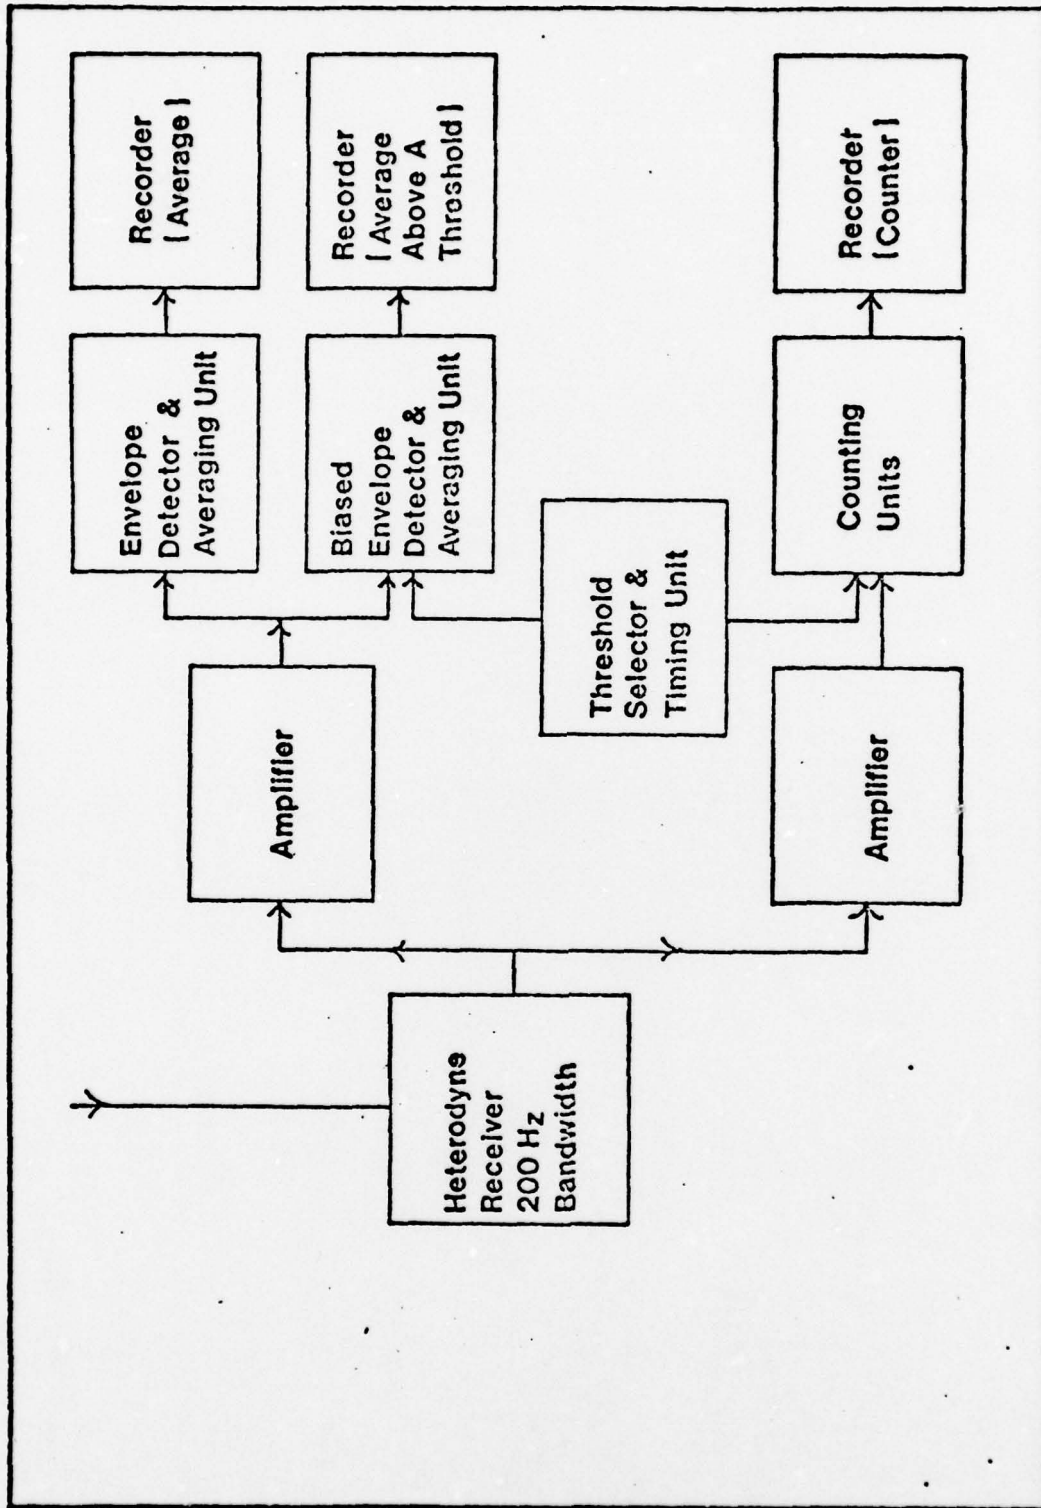 Heterodyne
Receiver
200 Hz
Bandwidth
Amplifier
Envelope
Detector &
Averaging Unit
Recorder
[Average]
Biased
Envelope
Detector &
Averaging Unit
Recorder
[Average
Above A
Threshold]
Threshold
Selector &
Timing Unit
Amplifier
Counting
Units
Recorder
[Counter]